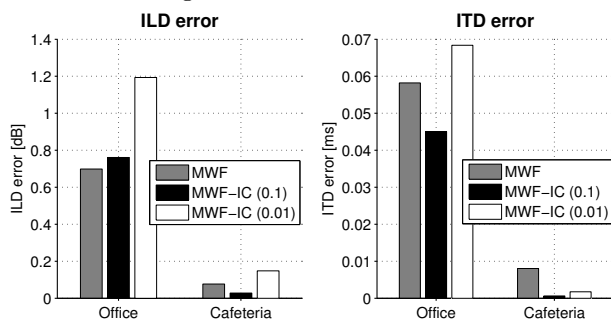 ILD error
1.4
1.2
1
0.8
0.6
0.4
0.2
0
ILD error [dB]
MWF
MWF−IC (0.1)
MWF−IC (0.01)
Office
Cafeteria
ITD error
0.07
0.06
0.05
0.04
0.03
0.02
0.01
0
ITD error [ms]
MWF
MWF−IC (0.1)
MWF−IC (0.01)
Office
Cafeteria